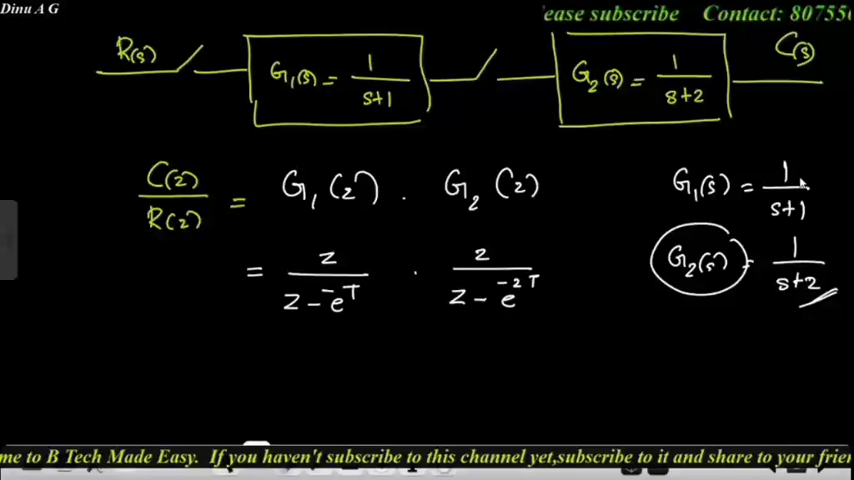 Dinu A G
ease subscribe Contact: 80755
R(s) G₁(s) = 1/(s+1) G₂(s) = 1/(s+2) C(s)
C(z)/R(z) = G₁(z) . G₂(z) G₁(s) = 1/(s+1)
= z/(z-⁻e^T) . z/(z-e^-2T) G₂(s) = 1/(s+2)
me to B Tech Made Easy. If you haven't subscribe to this channel yet,subscribe to it and share to your frie